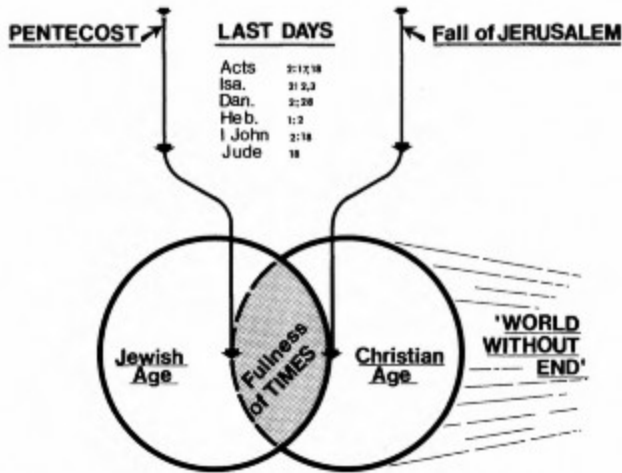 PENTECOST
LAST DAYS
Fall of JERUSALEM
Acts 2:17,18
Isa. 2:2,3
Dan. 2:28
Heb. 1:2
I John 2:18
Jude 18
Jewish Age
Fullness of TIMES
Christian Age
'WORLD
WITHOUT
END'